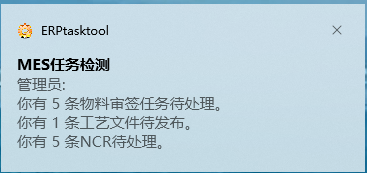 ERPtasktool
MES任务检测
管理员:
你有 5 条物料审签任务待处理。
你有 1 条工艺文件待发布。
你有 5 条NCR待处理。